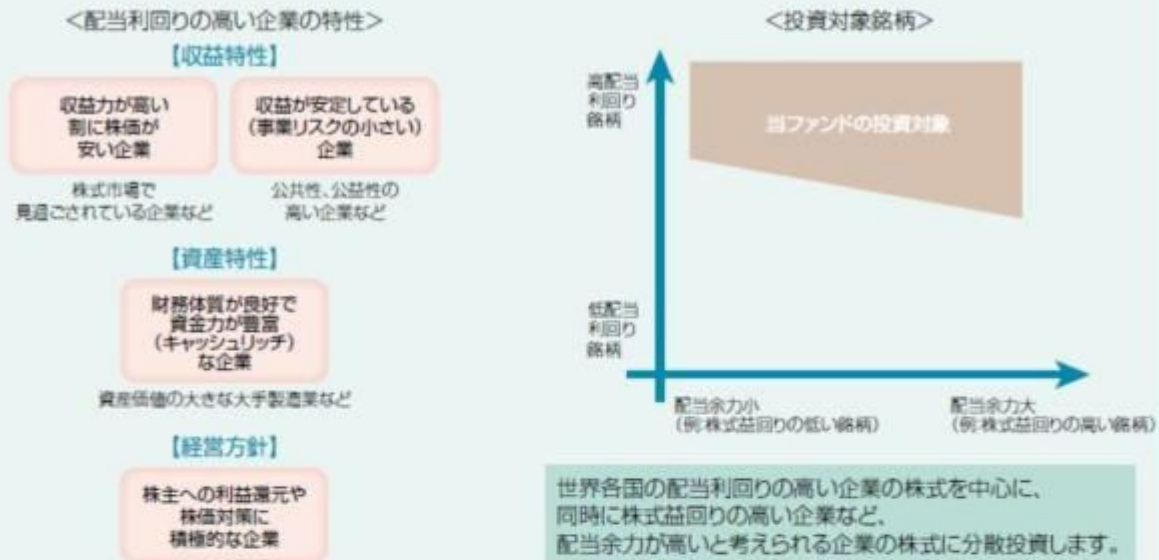 <配当利回りの高い企業の特性>
【収益特性】
収益力が高い
割に株価が
安い企業
収益が安定している
(事業リスクの小さい)
企業
株式市場で
見過ごされている企業など
公共性、公益性の
高い企業など
【資産特性】
財務体質が良好で
資金力が豊富
(キャッシュリッチ)
な企業
資産価値の大きな大手製造業など
【経営方針】
株主への利益還元や
株価対策に
積極的な企業
<投資対象銘柄>
高配当
利回り
銘柄
当ファンドの投資対象
低配当
利回り
銘柄
配当余力小
(例:株式益回りの低い銘柄)
配当余力大
(例:株式益回りの高い銘柄)
世界各国の配当利回りの高い企業の株式を中心に、
同時に株式益回りの高い企業など、
配当余力が高いと考えられる企業の株式に分散投資します。